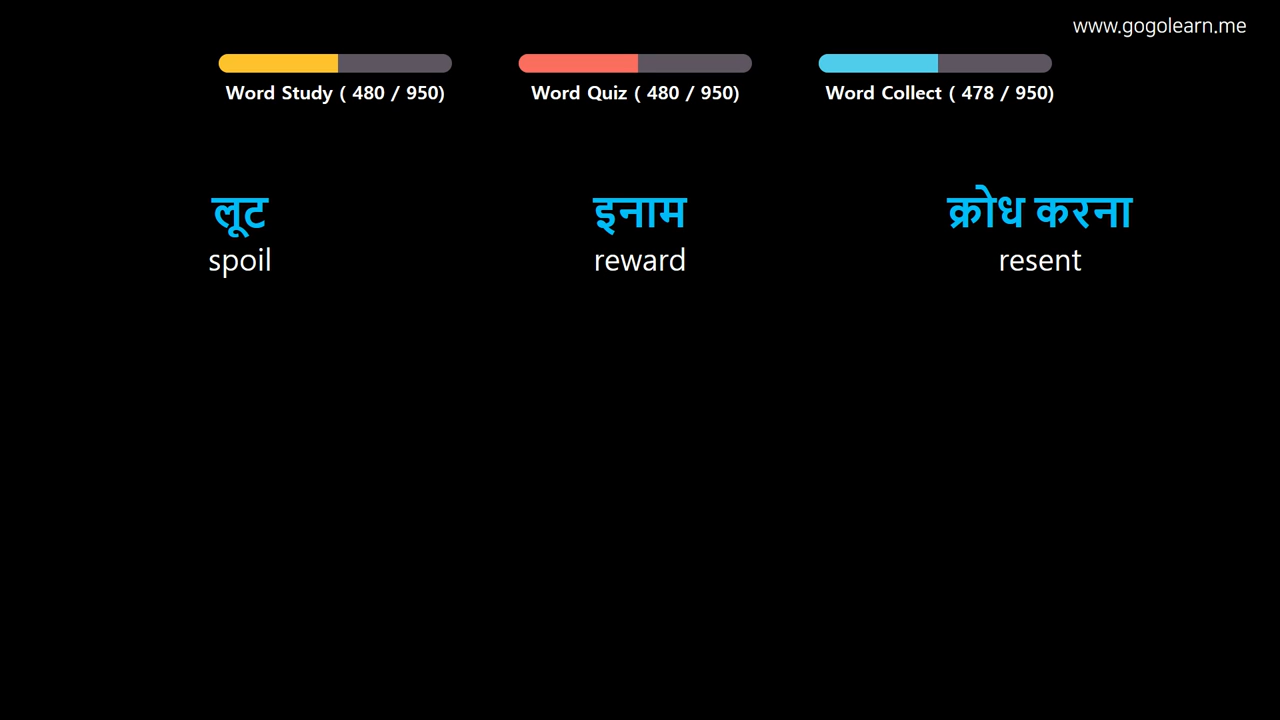 www.gogolearn.me
Word Study ( 480 / 950)
Word Quiz ( 480 / 950)
Word Collect ( 478 / 950)
लूट
spoil
इनाम
reward
क्रोध करना
resent